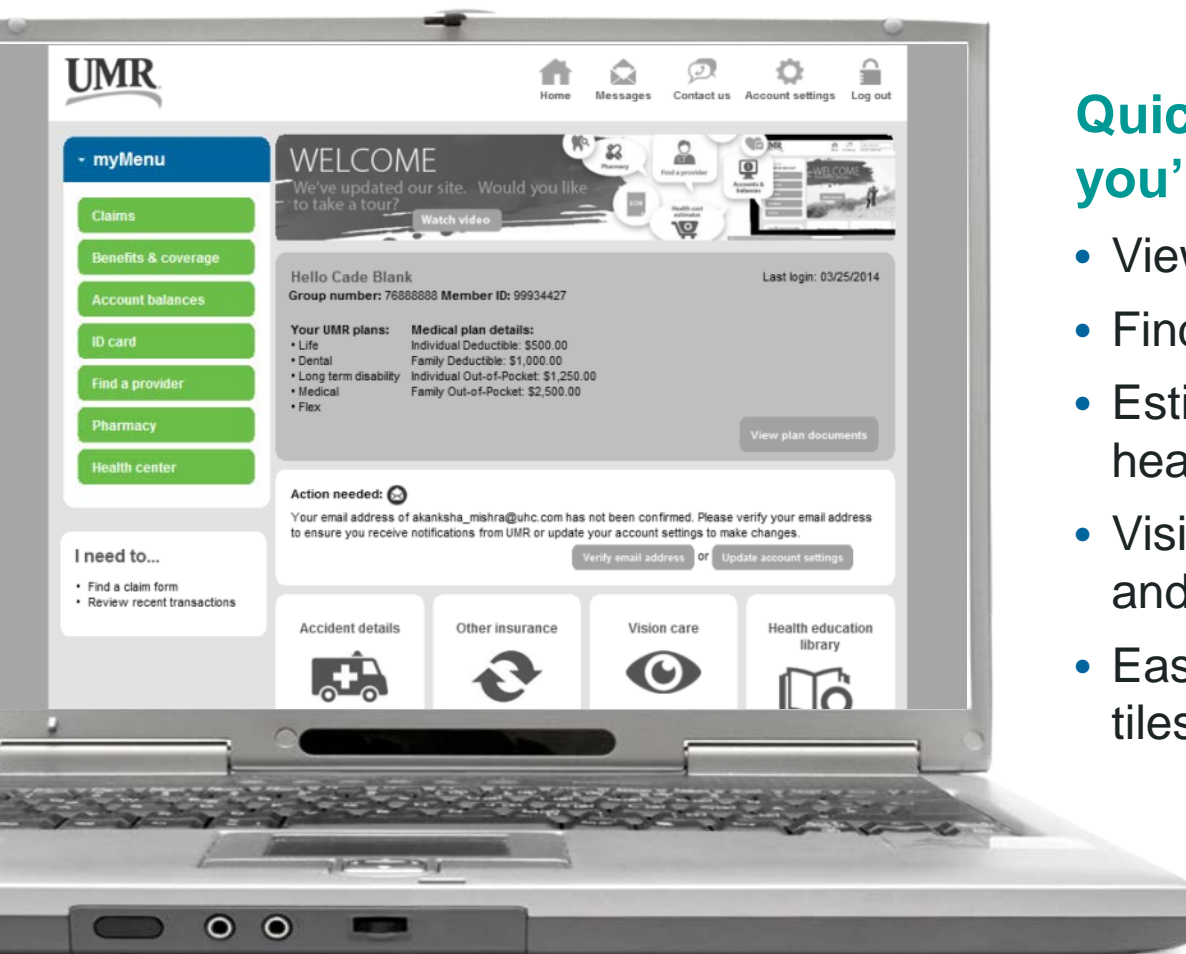 UMR
Home Messages Contact us Account settings Log out
myMenu
Claims
Benefits & coverage
Account balances
ID card
Find a provider
Pharmacy
Health center
I need to...
• Find a claim form
• Review recent transactions
WELCOME
We've updated our site. Would you like
to take a tour?
Watch video
Pharmacy
Find a provider
Accounts &
balances
EOB
Health cost
estimator
UMR
WELCOME
Hello Cade Blank
Last login: 03/25/2014
Group number: 76888888 Member ID: 99934427
Your UMR plans:
• Life
• Dental
• Long term disability
• Medical
• Flex
Medical plan details:
Individual Deductible: $500.00
Family Deductible: $1,000.00
Individual Out-of-Pocket: $1,250.00
Family Out-of-Pocket: $2,500.00
View plan documents
Action needed:
Your email address of akanksha_mishra@uhc.com has not been confirmed. Please verify your email address
to ensure you receive notifications from UMR or update your account settings to make changes.
Verify email address or Update account settings
Accident details
Other insurance
Vision care
Health education
library
Quic
you'
• View
• Find
• Esti
hea
• Visi
and
• Eas
tiles